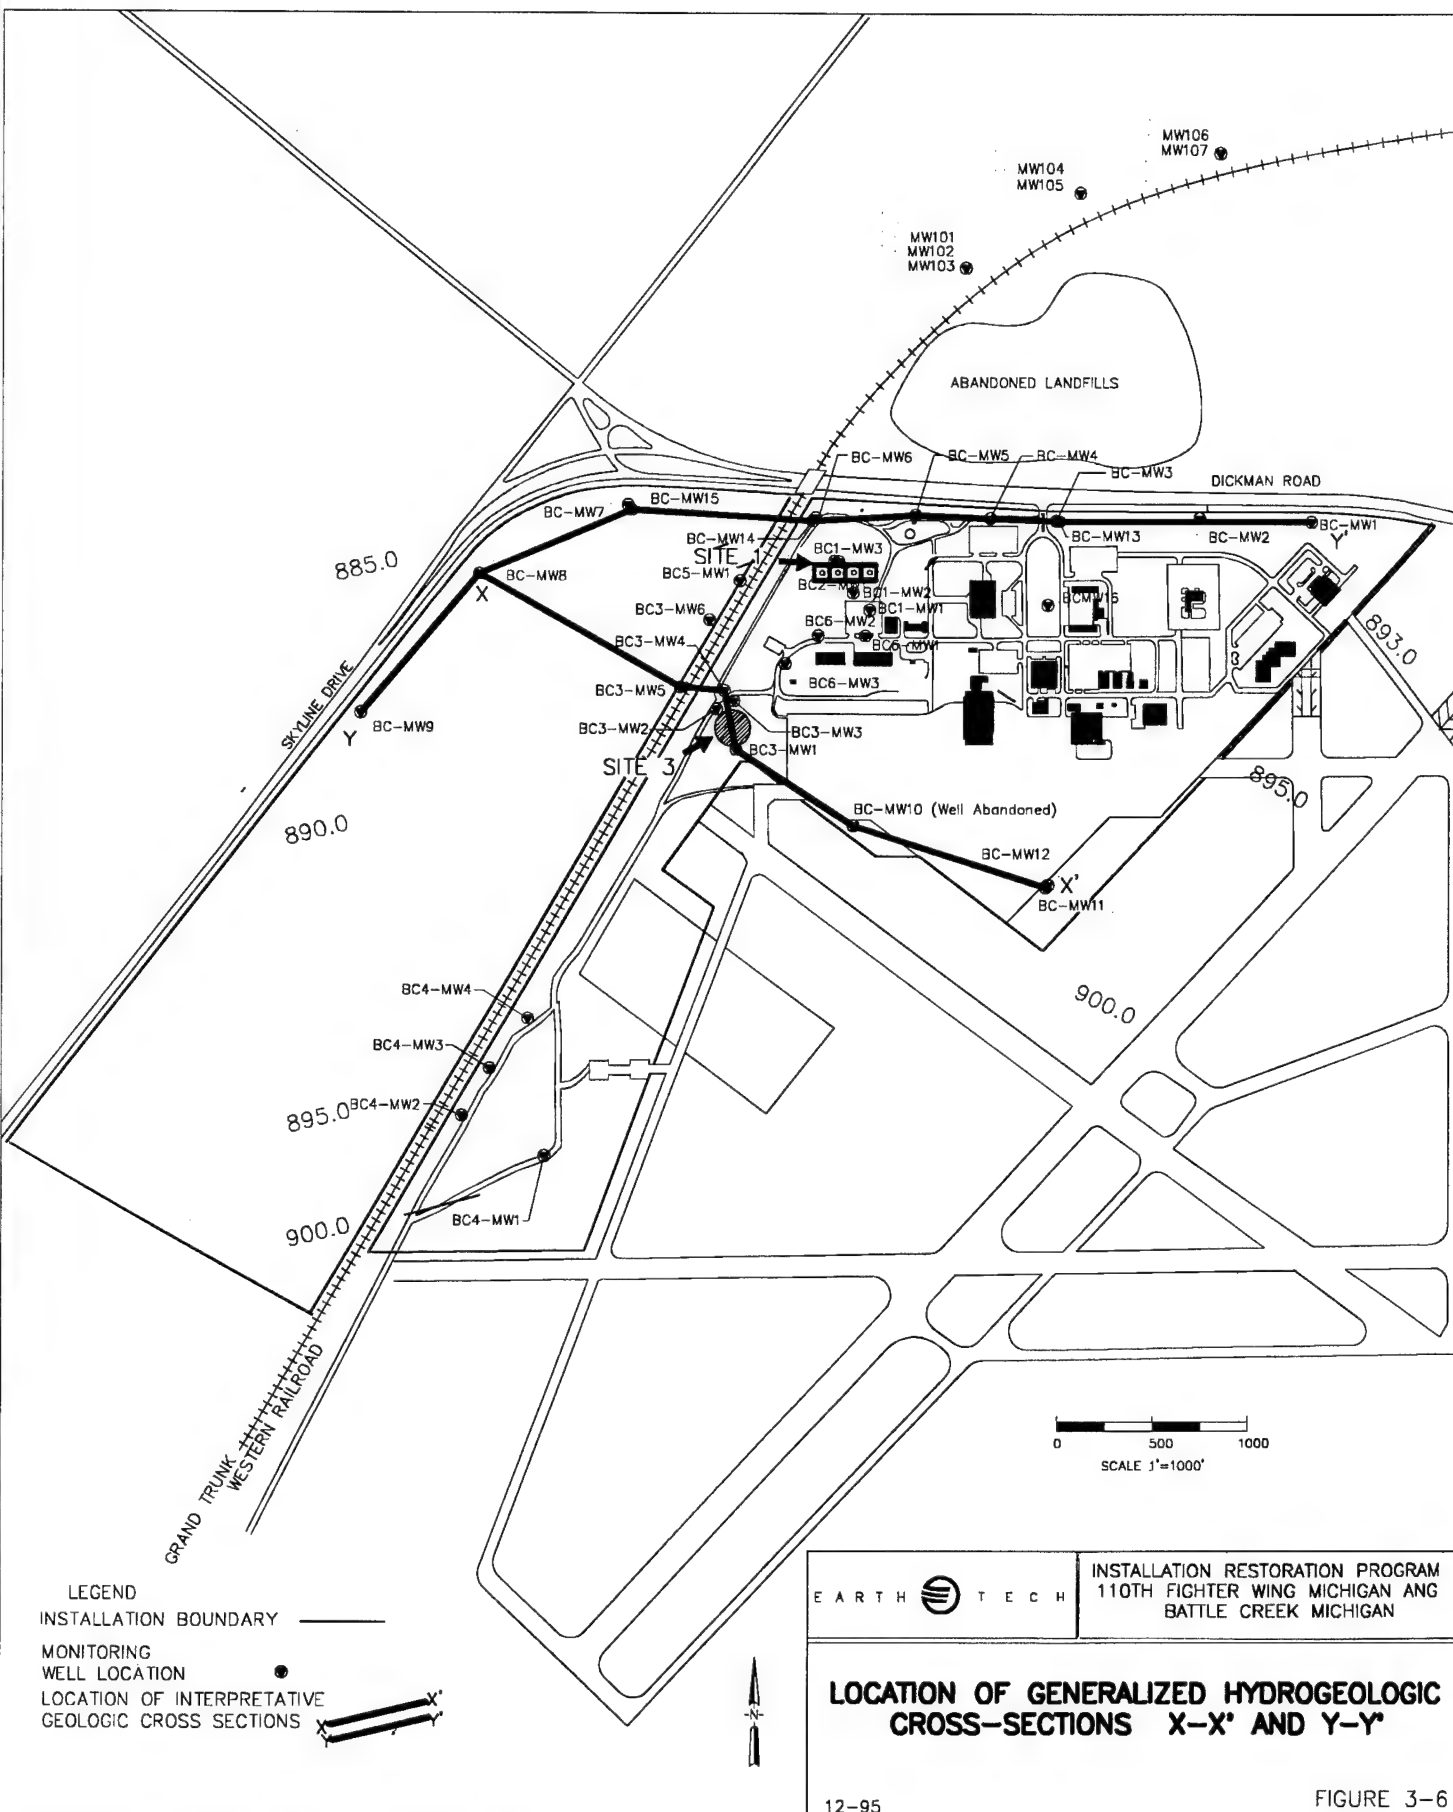 MW106
MW107
MW104
MW105
MW101
MW102
MW103
ABANDONED LANDFILLS
BC-MW6
BC-MW5
BC-MW4
BC-MW3
DICKMAN ROAD
BC-MW15
BC-MW7
BC-MW14
BC-MW13
BC-MW2
BC-MW1
Y'
885.0
SITE 1
BC1-MW3
BC-MW8
X
BC5-MW1
BC1-MW2
BC3-MW6
BC1-MW1
BCMW16
BC6-MW2
893.0
BC3-MW4
BC6-MW1
BC3-MW5
BC6-MW3
SKYLINE DRIVE
BC-MW9
Y
BC3-MW2
BC3-MW3
BC3-MW1
SITE 3
895.0
890.0
BC-MW10 (Well Abandoned)
BC-MW12
X'
BC-MW11
BC4-MW4
900.0
BC4-MW3
895.0
BC4-MW2
BC4-MW1
900.0
GRAND TRUNK
WESTERN RAILROAD
0 500 1000
SCALE 1"=1000'
LEGEND
INSTALLATION BOUNDARY
MONITORING
WELL LOCATION
LOCATION OF INTERPRETATIVE
GEOLOGIC CROSS SECTIONS
X X'
Y Y'
-N-
EARTH TECH
INSTALLATION RESTORATION PROGRAM
110TH FIGHTER WING MICHIGAN ANG
BATTLE CREEK MICHIGAN
LOCATION OF GENERALIZED HYDROGEOLOGIC
CROSS-SECTIONS X-X' AND Y-Y'
12-95
FIGURE 3-6